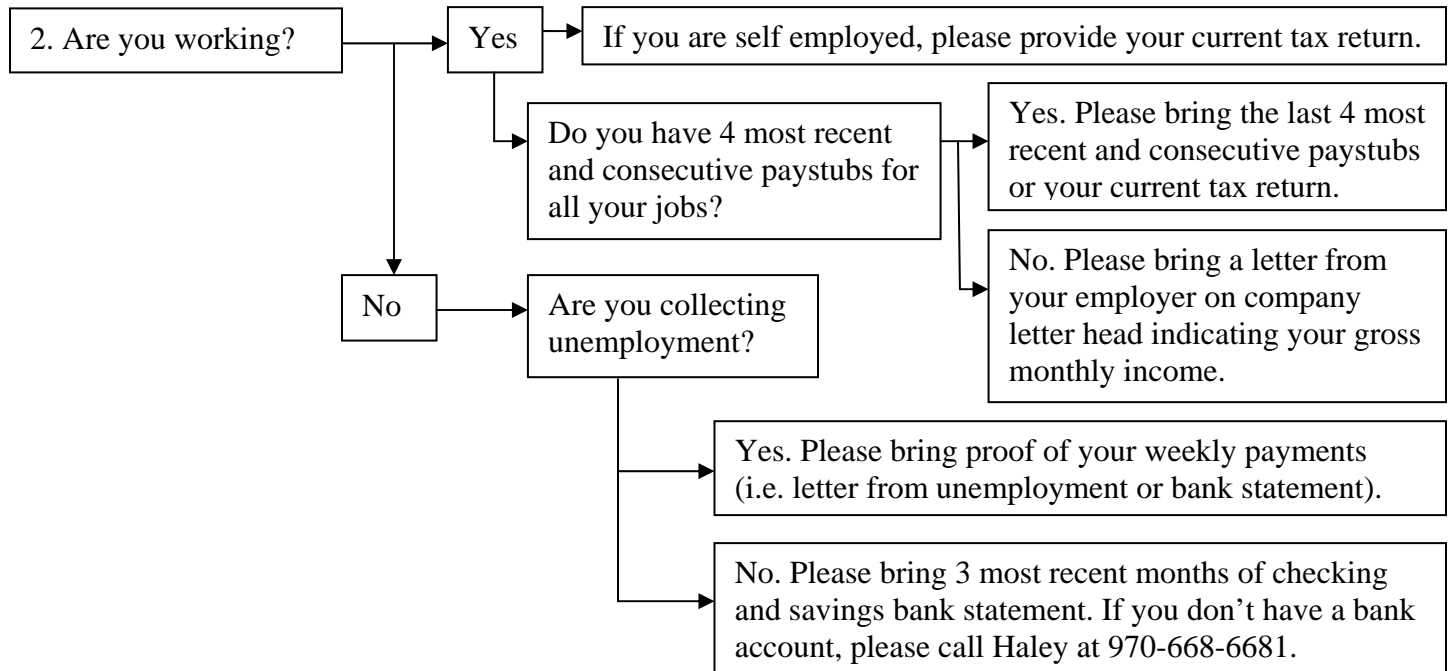 2. Are you working?
Yes
If you are self employed, please provide your current tax return.
Do you have 4 most recent
and consecutive paystubs for
all your jobs?
Yes. Please bring the last 4 most
recent and consecutive paystubs
or your current tax return.
No. Please bring a letter from
your employer on company
letter head indicating your gross
monthly income.
No
Are you collecting
unemployment?
Yes. Please bring proof of your weekly payments
(i.e. letter from unemployment or bank statement).
No. Please bring 3 most recent months of checking
and savings bank statement. If you don’t have a bank
account, please call Haley at 970-668-6681.